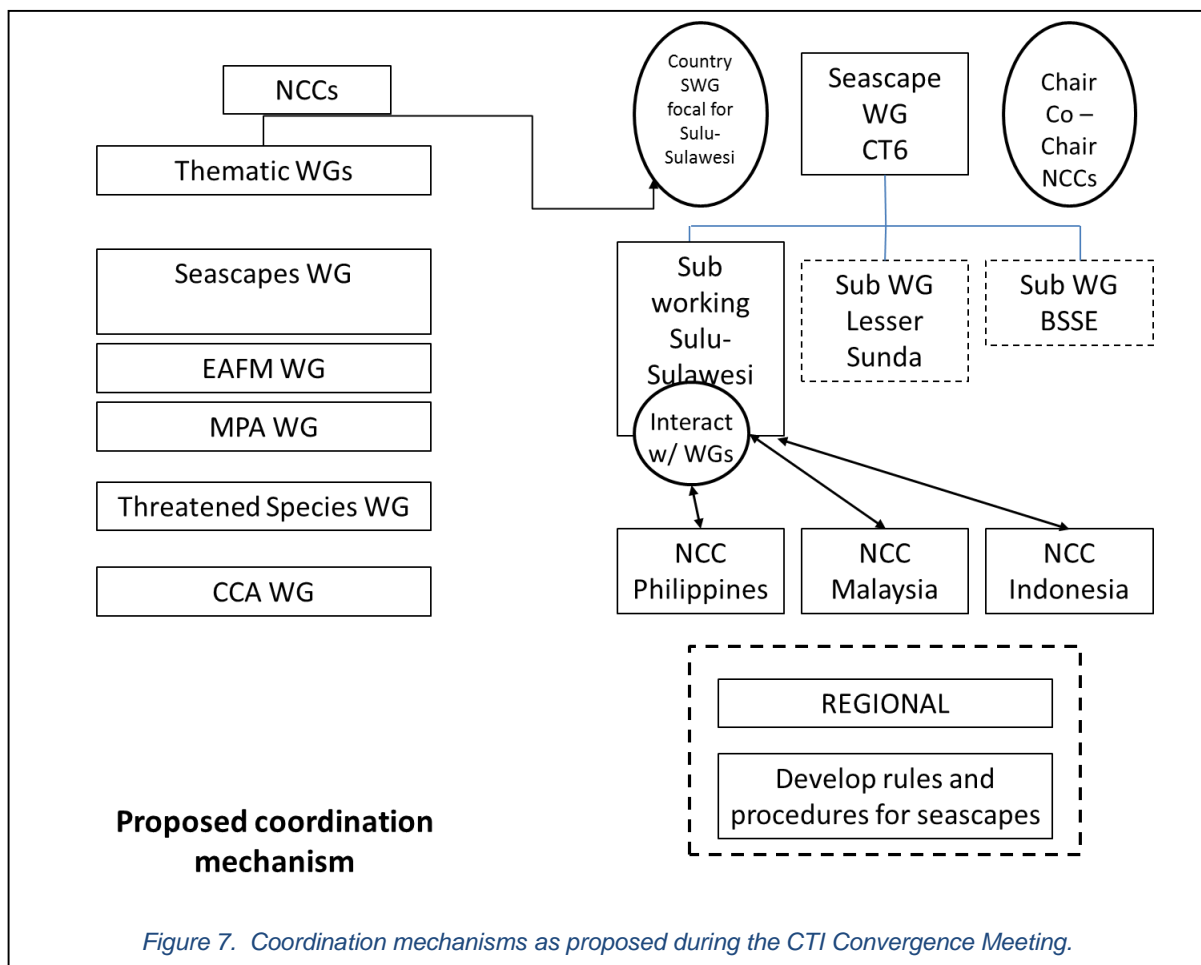 NCCs
Thematic WGs
Seascapes WG
EAFM WG
MPA WG
Threatened Species WG
CCA WG
Proposed coordination
mechanism
Country
SWG
focal for
Sulu-
Sulawesi
Seascape
WG
CT6
Chair
Co –
Chair
NCCs
Sub
working
Sulu-
Sulawesi
Interact
w/ WGs
Sub WG
Lesser
Sunda
Sub WG
BSSE
NCC
Philippines
NCC
Malaysia
NCC
Indonesia
REGIONAL
Develop rules and
procedures for seascapes
Figure 7. Coordination mechanisms as proposed during the CTI Convergence Meeting.